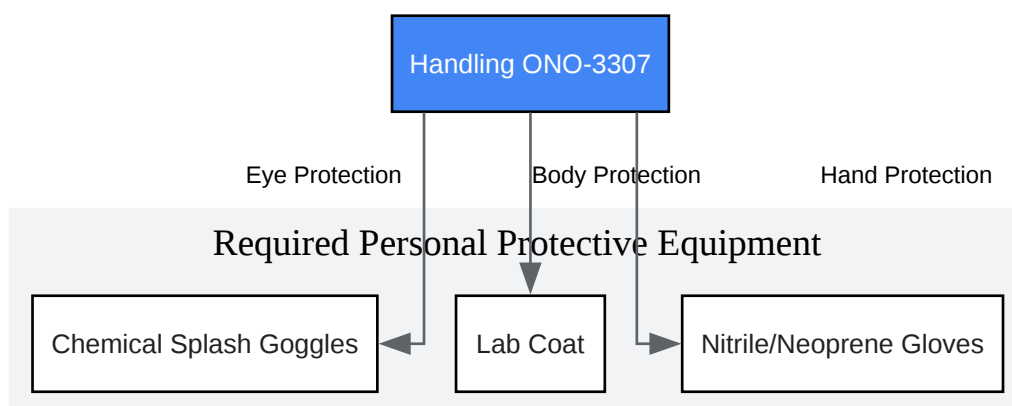 Handling ONO-3307
Eye Protection
Body Protection
Hand Protection
Required Personal Protective Equipment
Chemical Splash Goggles
Lab Coat
Nitrile/Neoprene Gloves